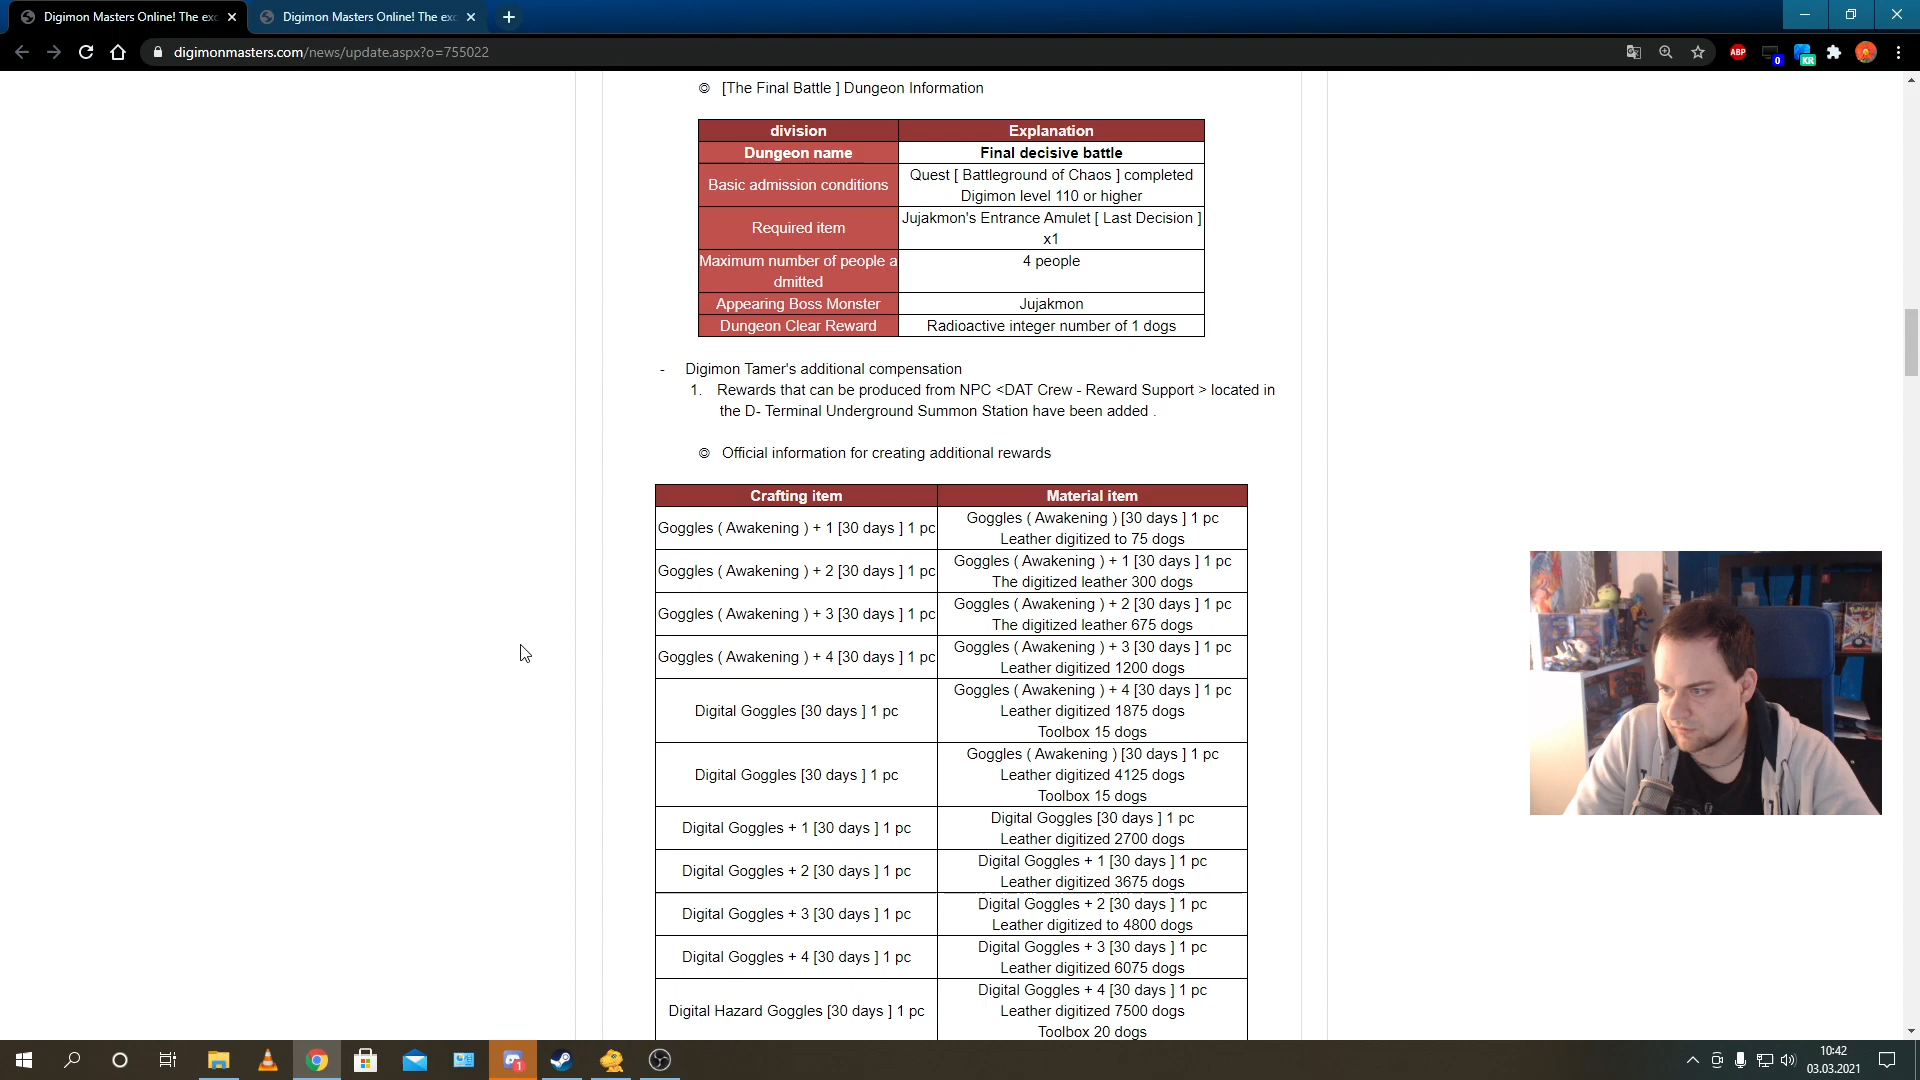 Digimon Masters Online! The exc
Digimon Masters Online! The exc
digimonmasters.com/news/update.aspx?o=755022
ABP
0
KR
◎ [The Final Battle ] Dungeon Information
division Explanation
Dungeon name Final decisive battle
Basic admission conditions Quest [ Battleground of Chaos ] completed
Digimon level 110 or higher
Required item Jujakmon's Entrance Amulet [ Last Decision ]
x1
Maximum number of people a 4 people
dmitted
Appearing Boss Monster Jujakmon
Dungeon Clear Reward Radioactive integer number of 1 dogs
- Digimon Tamer's additional compensation
1. Rewards that can be produced from NPC <DAT Crew - Reward Support > located in
the D- Terminal Underground Summon Station have been added .
◎ Official information for creating additional rewards
Crafting item Material item
Goggles ( Awakening ) + 1 [30 days ] 1 pc Goggles ( Awakening ) [30 days ] 1 pc
Leather digitized to 75 dogs
Goggles ( Awakening ) + 2 [30 days ] 1 pc Goggles ( Awakening ) + 1 [30 days ] 1 pc
The digitized leather 300 dogs
Goggles ( Awakening ) + 3 [30 days ] 1 pc Goggles ( Awakening ) + 2 [30 days ] 1 pc
The digitized leather 675 dogs
Goggles ( Awakening ) + 4 [30 days ] 1 pc Goggles ( Awakening ) + 3 [30 days ] 1 pc
Leather digitized 1200 dogs
Digital Goggles [30 days ] 1 pc Goggles ( Awakening ) + 4 [30 days ] 1 pc
Leather digitized 1875 dogs
Toolbox 15 dogs
Digital Goggles [30 days ] 1 pc Goggles ( Awakening ) [30 days ] 1 pc
Leather digitized 4125 dogs
Toolbox 15 dogs
Digital Goggles + 1 [30 days ] 1 pc Digital Goggles [30 days ] 1 pc
Leather digitized 2700 dogs
Digital Goggles + 2 [30 days ] 1 pc Digital Goggles + 1 [30 days ] 1 pc
Leather digitized 3675 dogs
Digital Goggles + 3 [30 days ] 1 pc Digital Goggles + 2 [30 days ] 1 pc
Leather digitized to 4800 dogs
Digital Goggles + 4 [30 days ] 1 pc Digital Goggles + 3 [30 days ] 1 pc
Leather digitized 6075 dogs
Digital Hazard Goggles [30 days ] 1 pc Digital Goggles + 4 [30 days ] 1 pc
Leather digitized 7500 dogs
Toolbox 20 dogs
1
10:42
03.03.2021